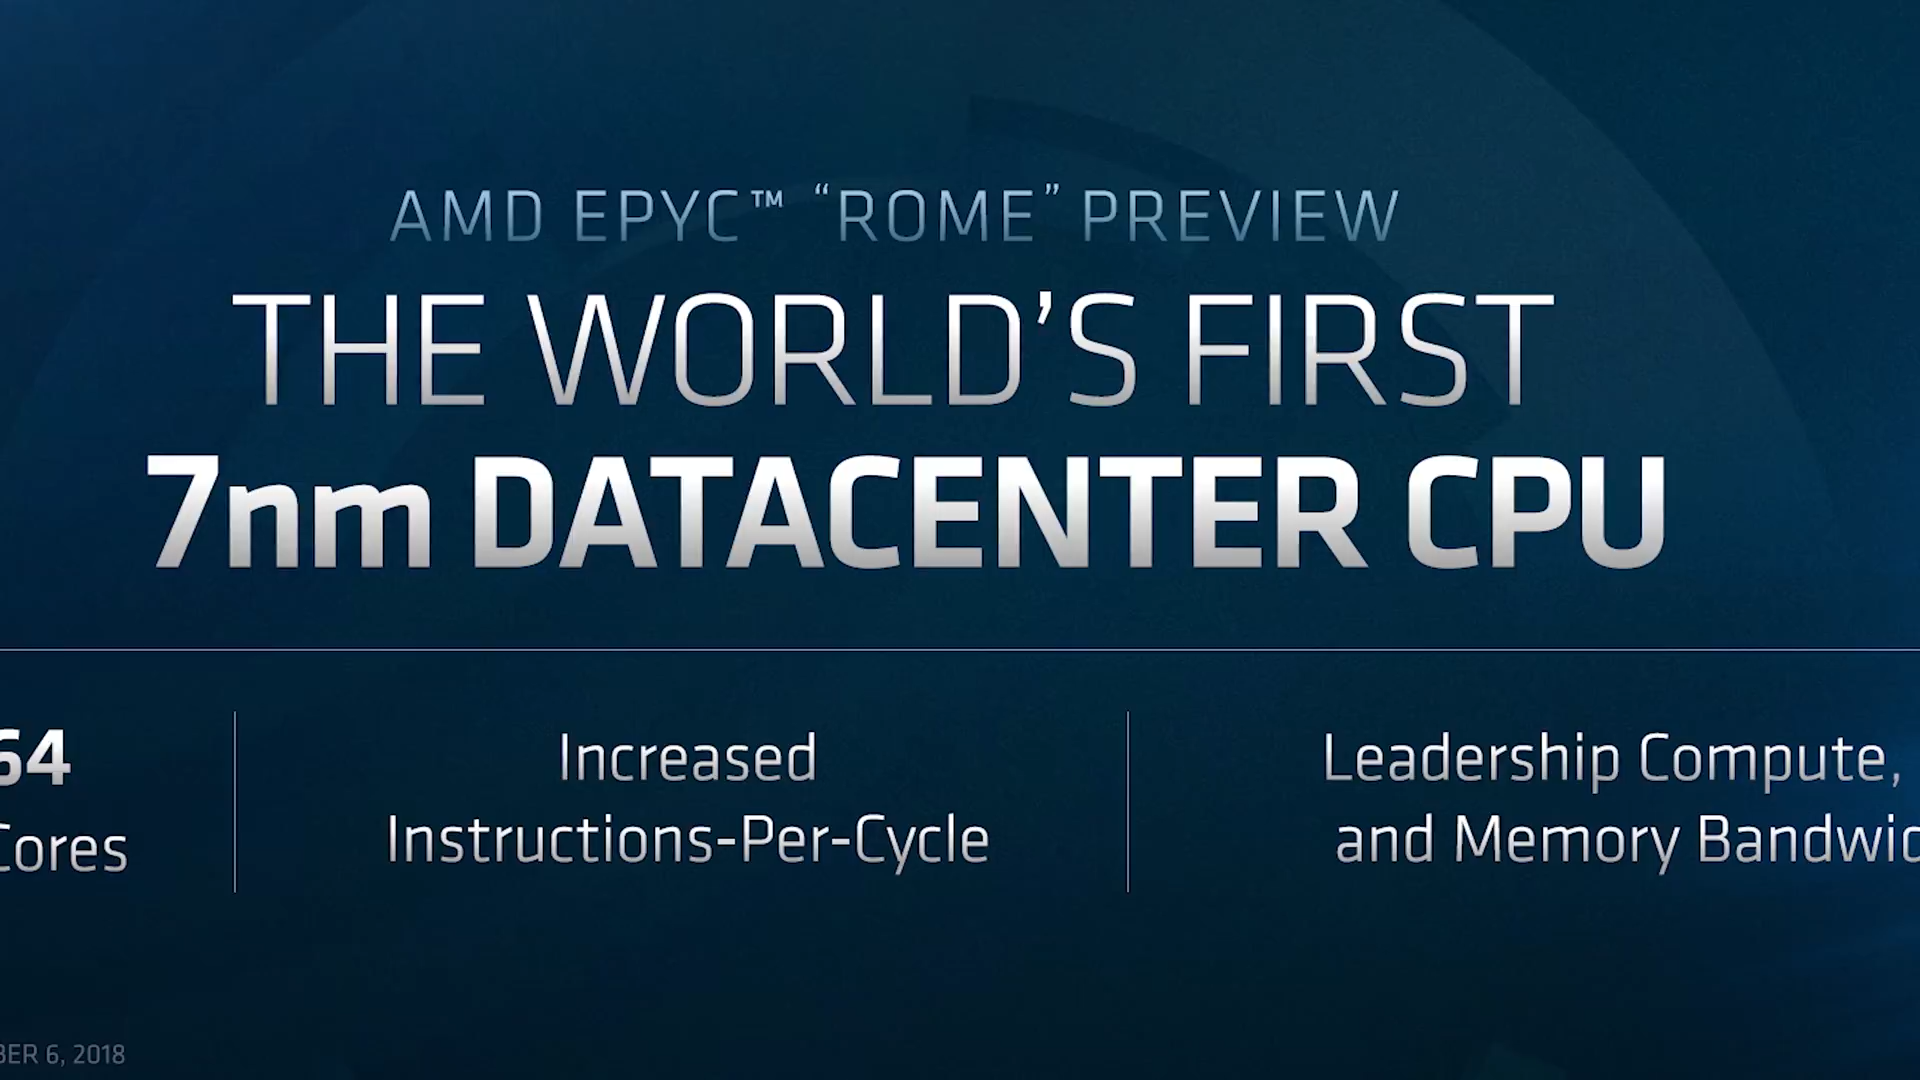 AMD EPYC™ “ROME” PREVIEW
THE WORLD’S FIRST
7nm DATACENTER CPU
64
Cores
Increased
Instructions-Per-Cycle
Leadership Compute,
and Memory
6, 2018